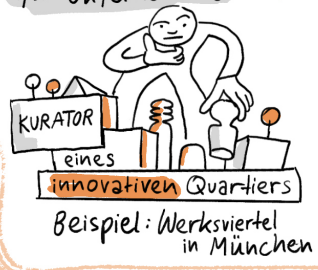 KURATOR
eines
innovativen Quartiers
Beispiel: Werksviertel
in München